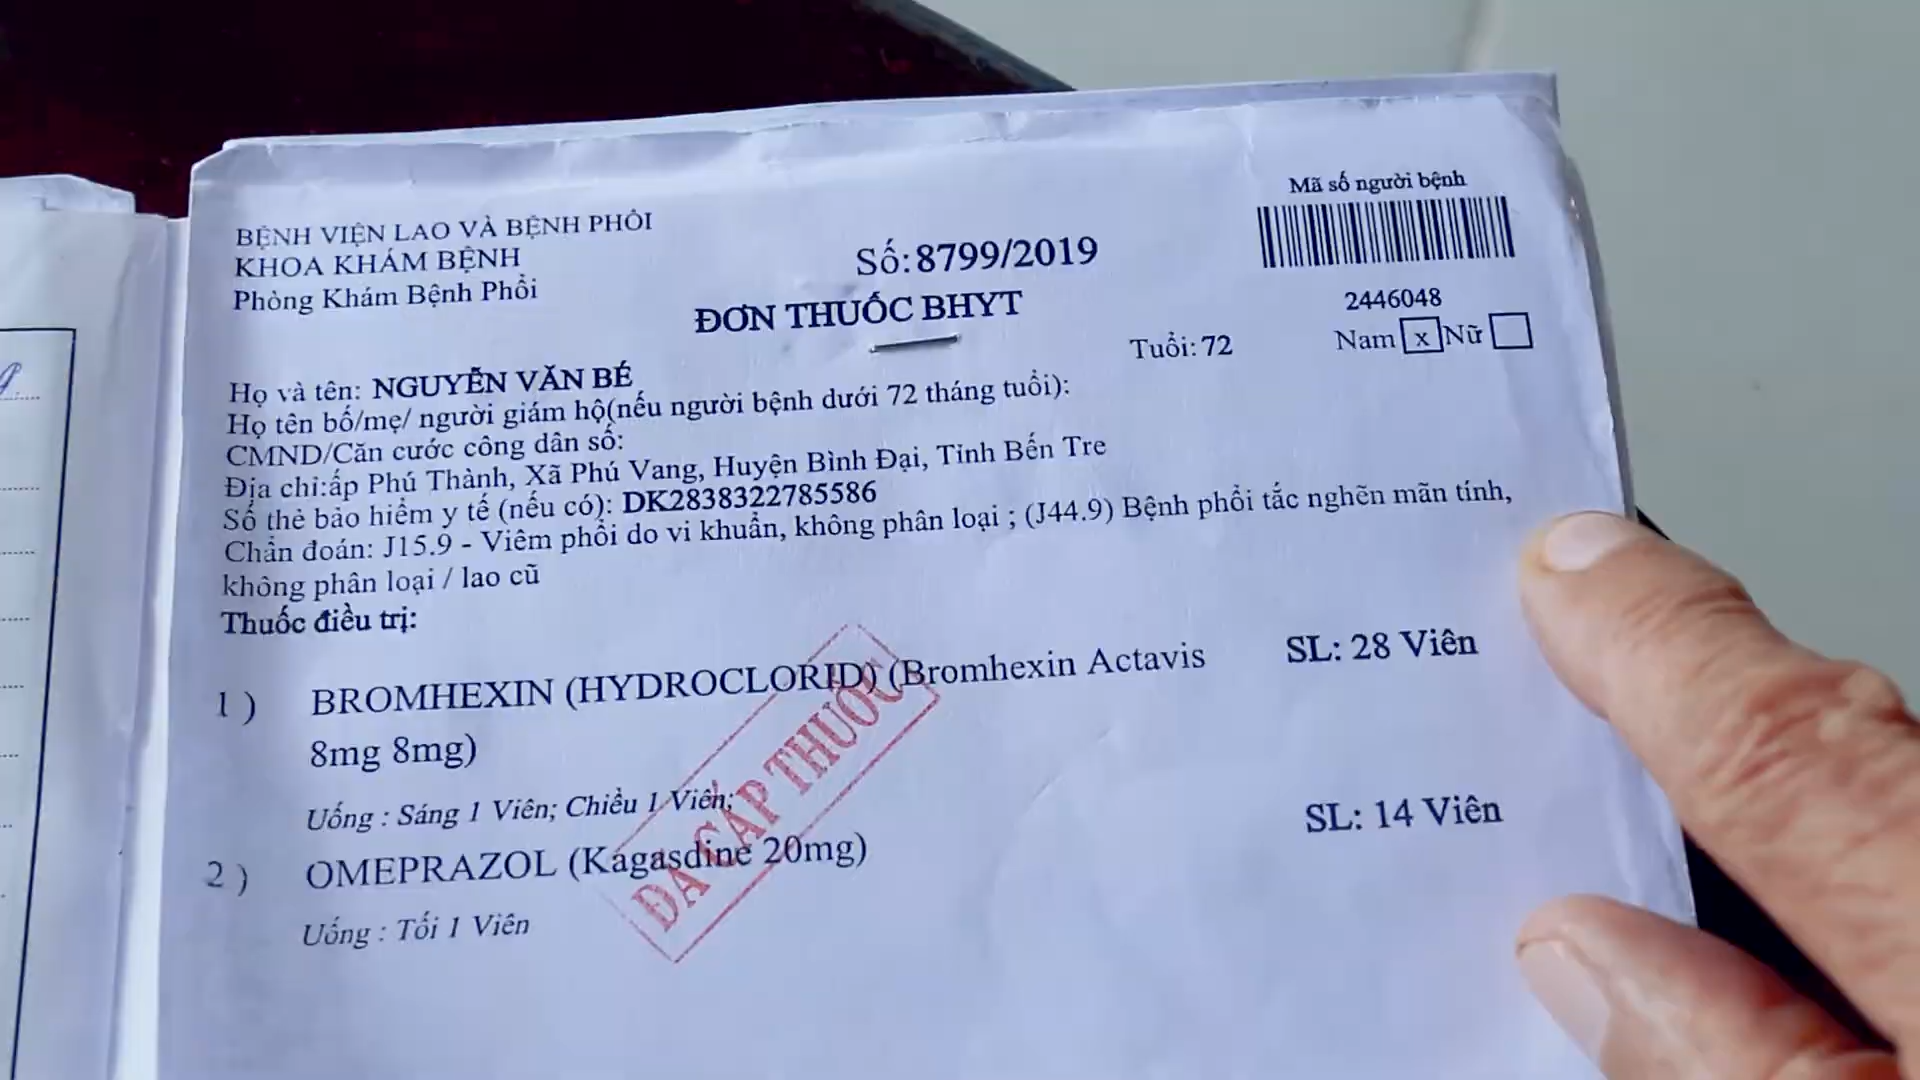 BỆNH VIỆN LAO VÀ BỆNH PHỔI
KHOA KHÁM BỆNH
Phòng Khám Bệnh Phổi
Số: 8799/2019
ĐƠN THUỐC BHYT
Mã số người bệnh
2446048
Tuổi: 72
Nam x Nữ
Họ và tên: NGUYỄN VĂN BÉ
Họ tên bố/mẹ/ người giám hộ(nếu người bệnh dưới 72 tháng tuổi):
CMND/Căn cước công dân số:
Địa chỉ:ấp Phú Thành, Xã Phú Vang, Huyện Bình Đại, Tỉnh Bến Tre
Số thẻ bảo hiểm y tế (nếu có): DK2838322785586
Chẩn đoán: J15.9 - Viêm phổi do vi khuẩn, không phân loại ; (J44.9) Bệnh phổi tắc nghẽn mãn tính,
không phân loại / lao cũ
Thuốc điều trị:
1 ) BROMHEXIN (HYDROCLORID) (Bromhexin Actavis SL: 28 Viên
8mg 8mg)
Uống : Sáng 1 Viên; Chiều 1 Viên;
2 ) OMEPRAZOL (Kagasdine 20mg) SL: 14 Viên
Uống : Tối 1 Viên
ĐÃ CẤP THUỐC